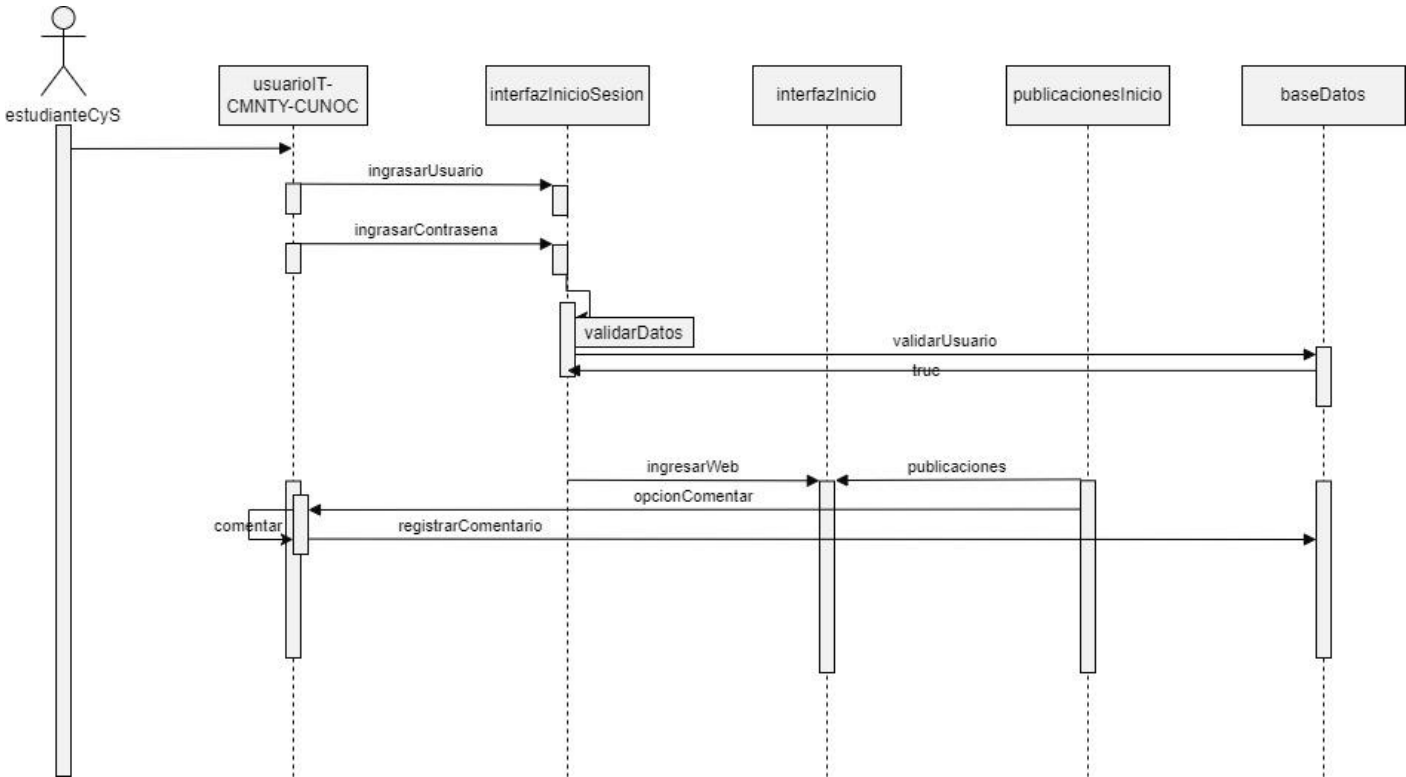 usuarioIT-
CMNTY-CUNOC
interfazInicioSesion
interfazInicio
publicacionesInicio
baseDatos
estudianteCyS
ingrasarUsuario
ingrasarContrasena
validarDatos
validarUsuario
true
ingresarWeb
publicaciones
opcionComentar
comentar
registrarComentario